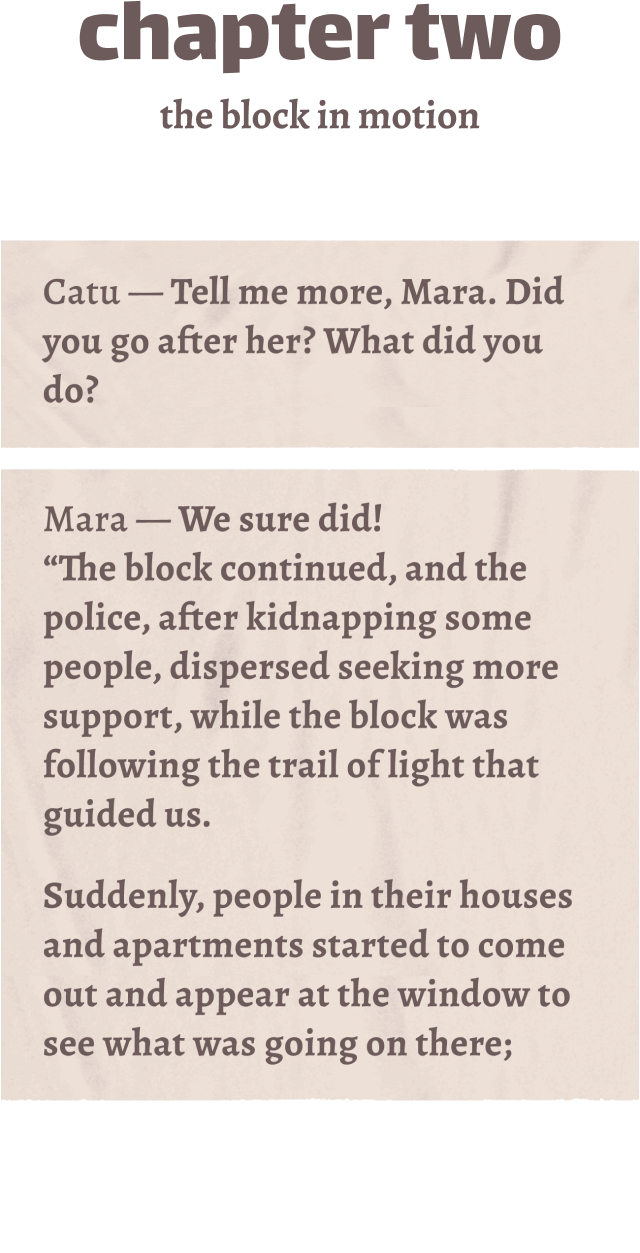 chapter two
the block in motion
Catu — Tell me more, Mara. Did
you go after her? What did you
do?
Mara — We sure did!
“The block continued, and the
police, after kidnapping some
people, dispersed seeking more
support, while the block was
following the trail of light that
guided us.
Suddenly, people in their houses
and apartments started to come
out and appear at the window to
see what was going on there;